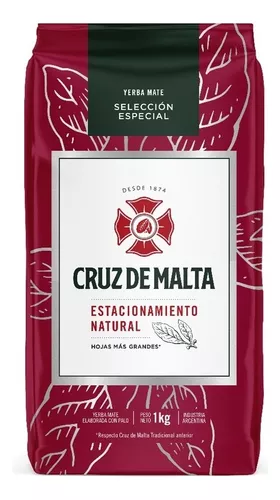 YERBA MATE
SELECCIÓN
ESPECIAL
DESDE 1874
CRUZ DE MALTA
ESTACIONAMIENTO
NATURAL
HOJAS MÁS GRANDES*
YERBA MATE
ELABORADA CON PALO
PESO
NETO
1kg
INDUSTRIA
ARGENTINA
*Respecto Cruz de Malta Tradicional anterior